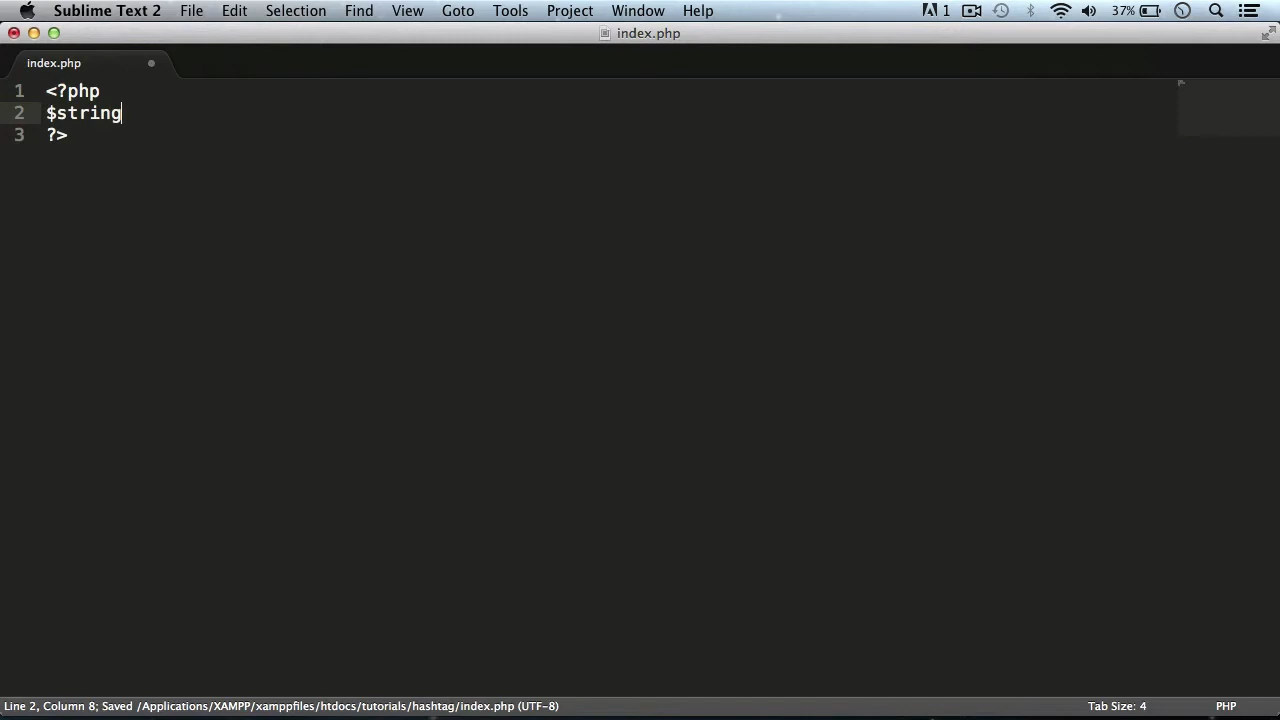 Sublime Text 2 File Edit Selection Find View Goto Tools Project Window Help 1 37%
index.php
index.php
1 <?php
2 $string
3 ?>
Line 2, Column 8; Saved /Applications/XAMPP/xamppfiles/htdocs/tutorials/hashtag/index.php (UTF-8) Tab Size: 4 PHP